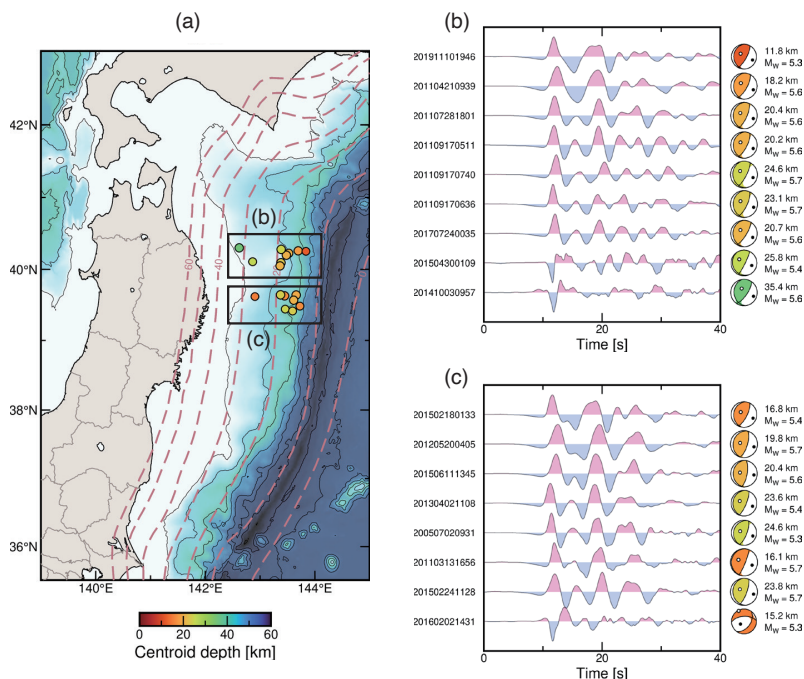 (a)
42°N
40°N
38°N
36°N
140°E
142°E
144°E
60
40
20
(b)
(c)
0 10 20 30 40 50 60
Centroid depth [km]
(b)
201911101946 11.8 km
Mw = 5.3
201104210939 18.2 km
Mw = 5.6
201107281801 20.4 km
Mw = 5.6
201109170511 20.2 km
Mw = 5.6
201109170740 24.6 km
Mw = 5.7
201109170636 23.1 km
Mw = 5.7
201707240035 20.7 km
Mw = 5.6
201504300109 25.8 km
Mw = 5.4
201410030957 35.4 km
Mw = 5.6
0 20 40
Time [s]
(c)
201502180133 16.8 km
Mw = 5.4
201205200405 19.8 km
Mw = 5.7
201506111345 20.4 km
Mw = 5.6
201304021108 23.6 km
Mw = 5.4
200507020931 24.6 km
Mw = 5.3
201103131656 16.1 km
Mw = 5.7
201502241128 23.8 km
Mw = 5.7
201602021431 15.2 km
Mw = 5.3
0 20 40
Time [s]